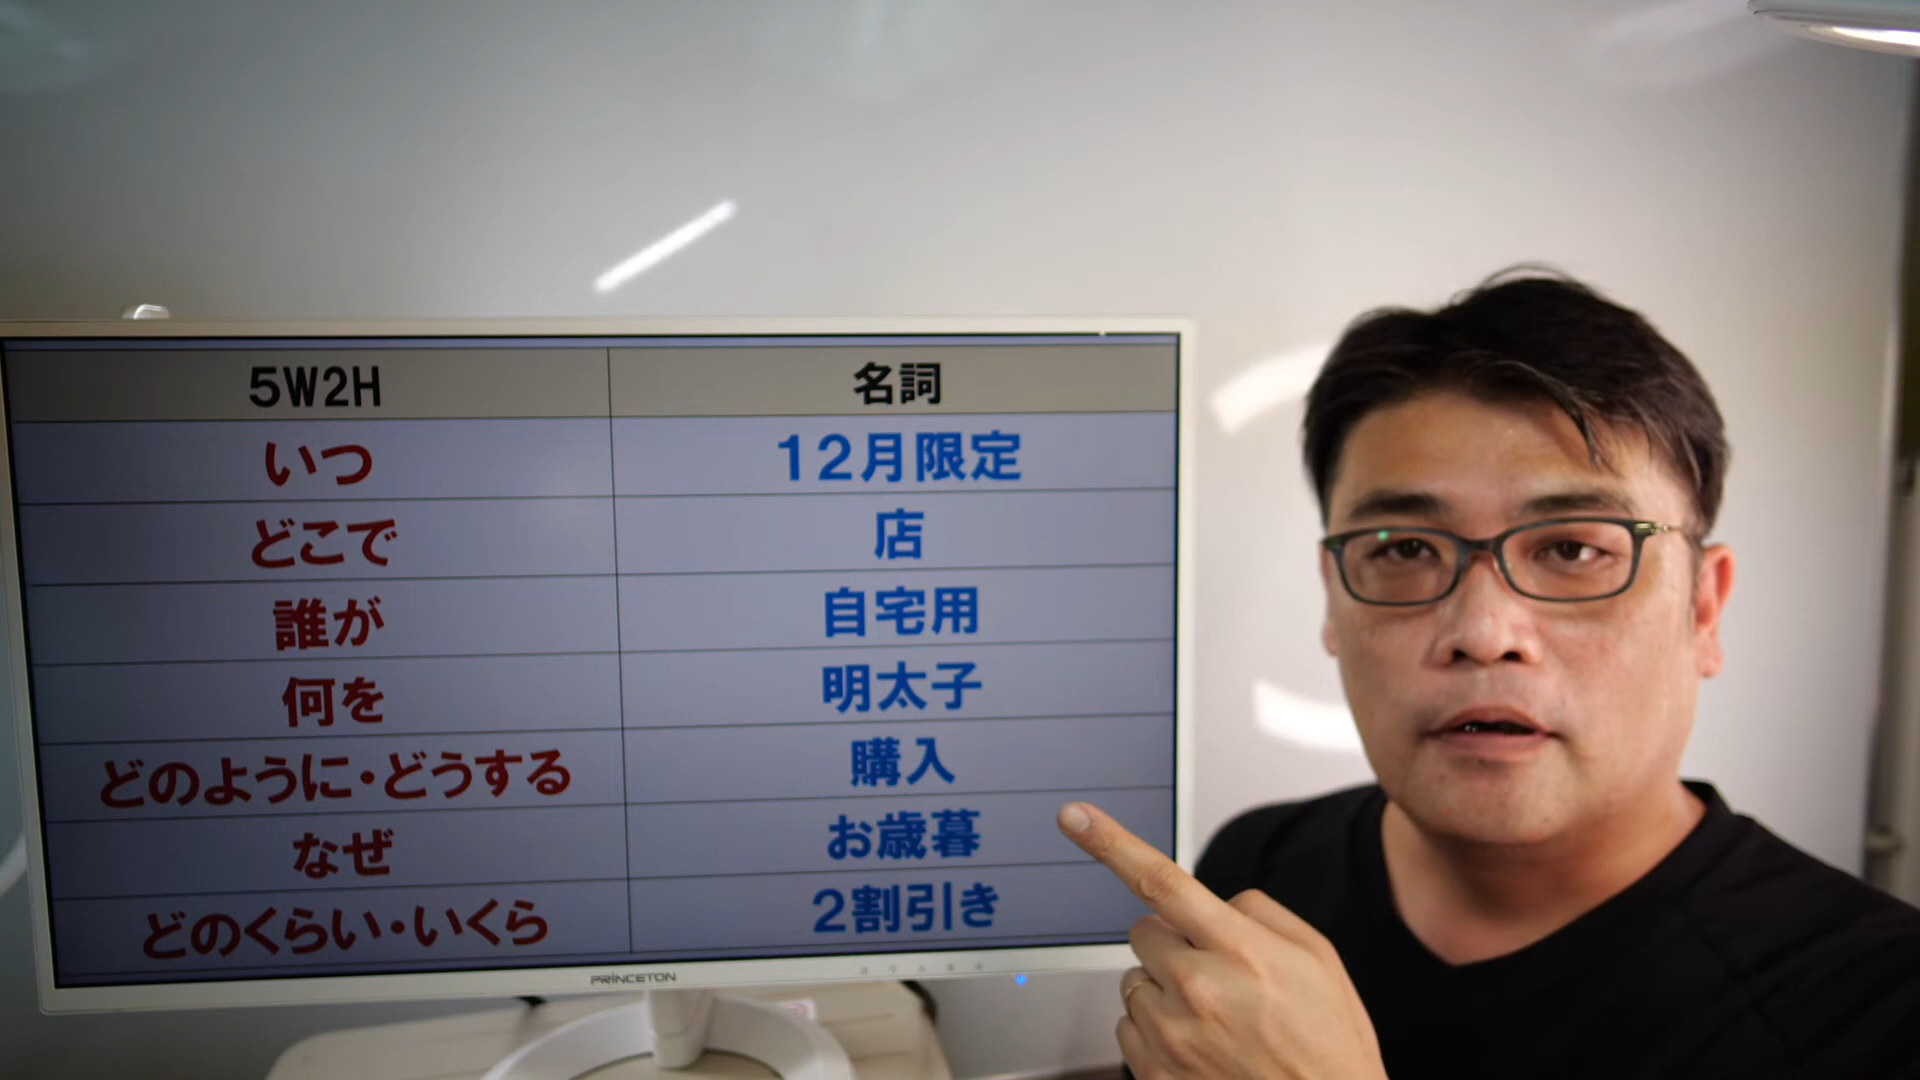 5W2H 名詞
いつ 12月限定
どこで 店
誰が 自宅用
何を 明太子
どのように・どうする 購入
なぜ お歳暮
どのくらい・いくら 2割引き
PRINCETON